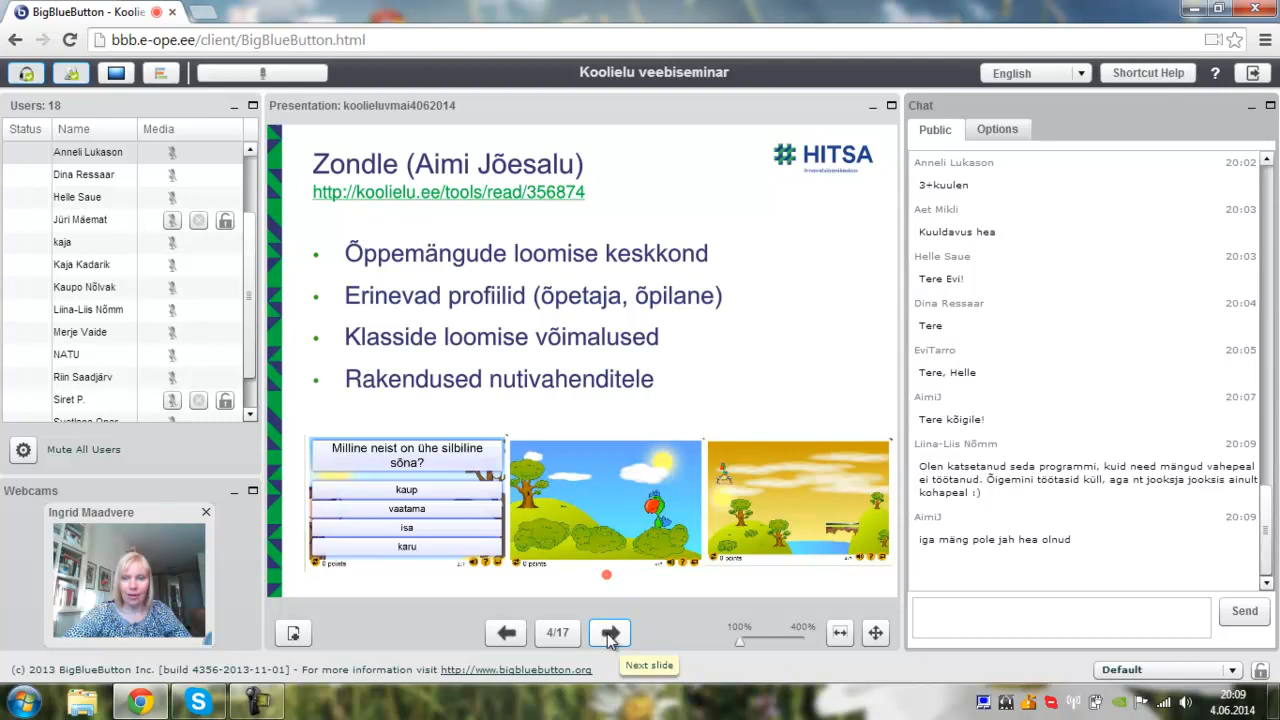 BigBlueButton - Koolie
bbb.e-ope.ee/client/BigBlueButton.html
Koolielu veebiseminar
English
Shortcut Help
?
Users: 18
Status Name Media
Anneli Lukason
Dina Ressaar
Helle Saue
Jüri Mäemat
kaja
Kaja Kadarik
Kaupo Nõlvak
Liina-Liis Nõmm
Merje Vaide
NATU
Riin Saadjärv
Siret P.
Mute All Users
Webcams
Ingrid Maadvere
Presentation: koolieluvmai4062014
Zondle (Aimi Jõesalu)
http://koolielu.ee/tools/read/356874
HITSA
Innovatsioonikeskus
• Õppemängude loomise keskkond
• Erinevad profiilid (õpetaja, õpilane)
• Klasside loomise võimalused
• Rakendused nutivahenditele
Milline neist on ühe silbiline
sõna?
kaup
vaatama
isa
karu
0 points
0 points
0 points
4/17
100% 400%
Next slide
Chat
Public Options
Anneli Lukason 20:02
3+kuulen
Aet Mikli 20:03
Kuuldavus hea
Helle Saue 20:03
Tere Evi!
Dina Ressaar 20:04
Tere
EviTarro 20:05
Tere, Helle
AimiJ 20:07
Tere kõigile!
Liina-Liis Nõmm 20:09
Olen katsetanud seda programmi, kuid need mängud vahepeal
ei töötanud. Õigemini töötasid küll, aga nt jooksja jooksis ainult
kohapeal :)
AimiJ 20:09
iga mäng pole jah hea olnud
Send
(c) 2013 BigBlueButton Inc. [build 4356-2013-11-01] - For more information visit http://www.bigbluebutton.org
Default
20:09
4.06.2014